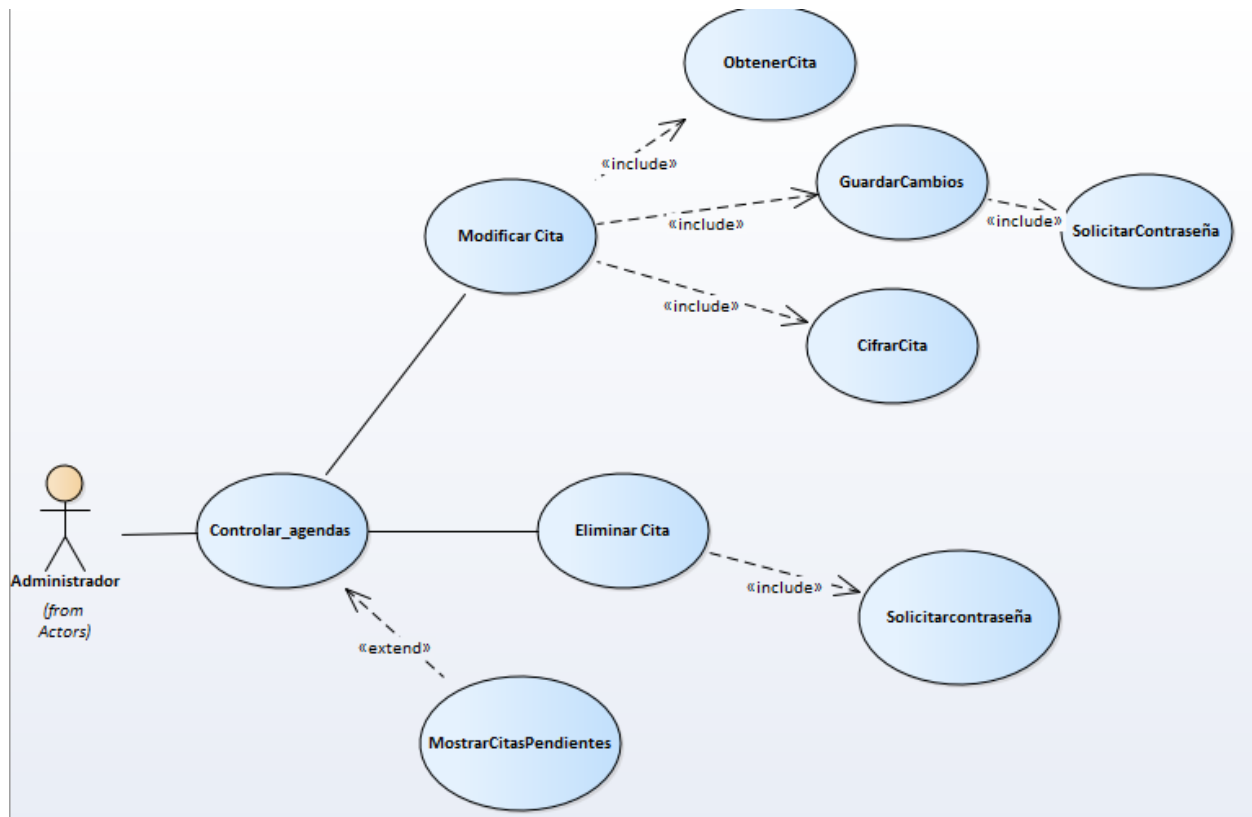 ObtenerCita
«include»
GuardarCambios
Modificar Cita
«include»
«include»
SolicitarContraseña
«include»
CifrarCita
Controlar_agendas
Eliminar Cita
Administrador
(from
Actors)
«include»
Solicitarcontraseña
«extend»
MostrarCitasPendientes